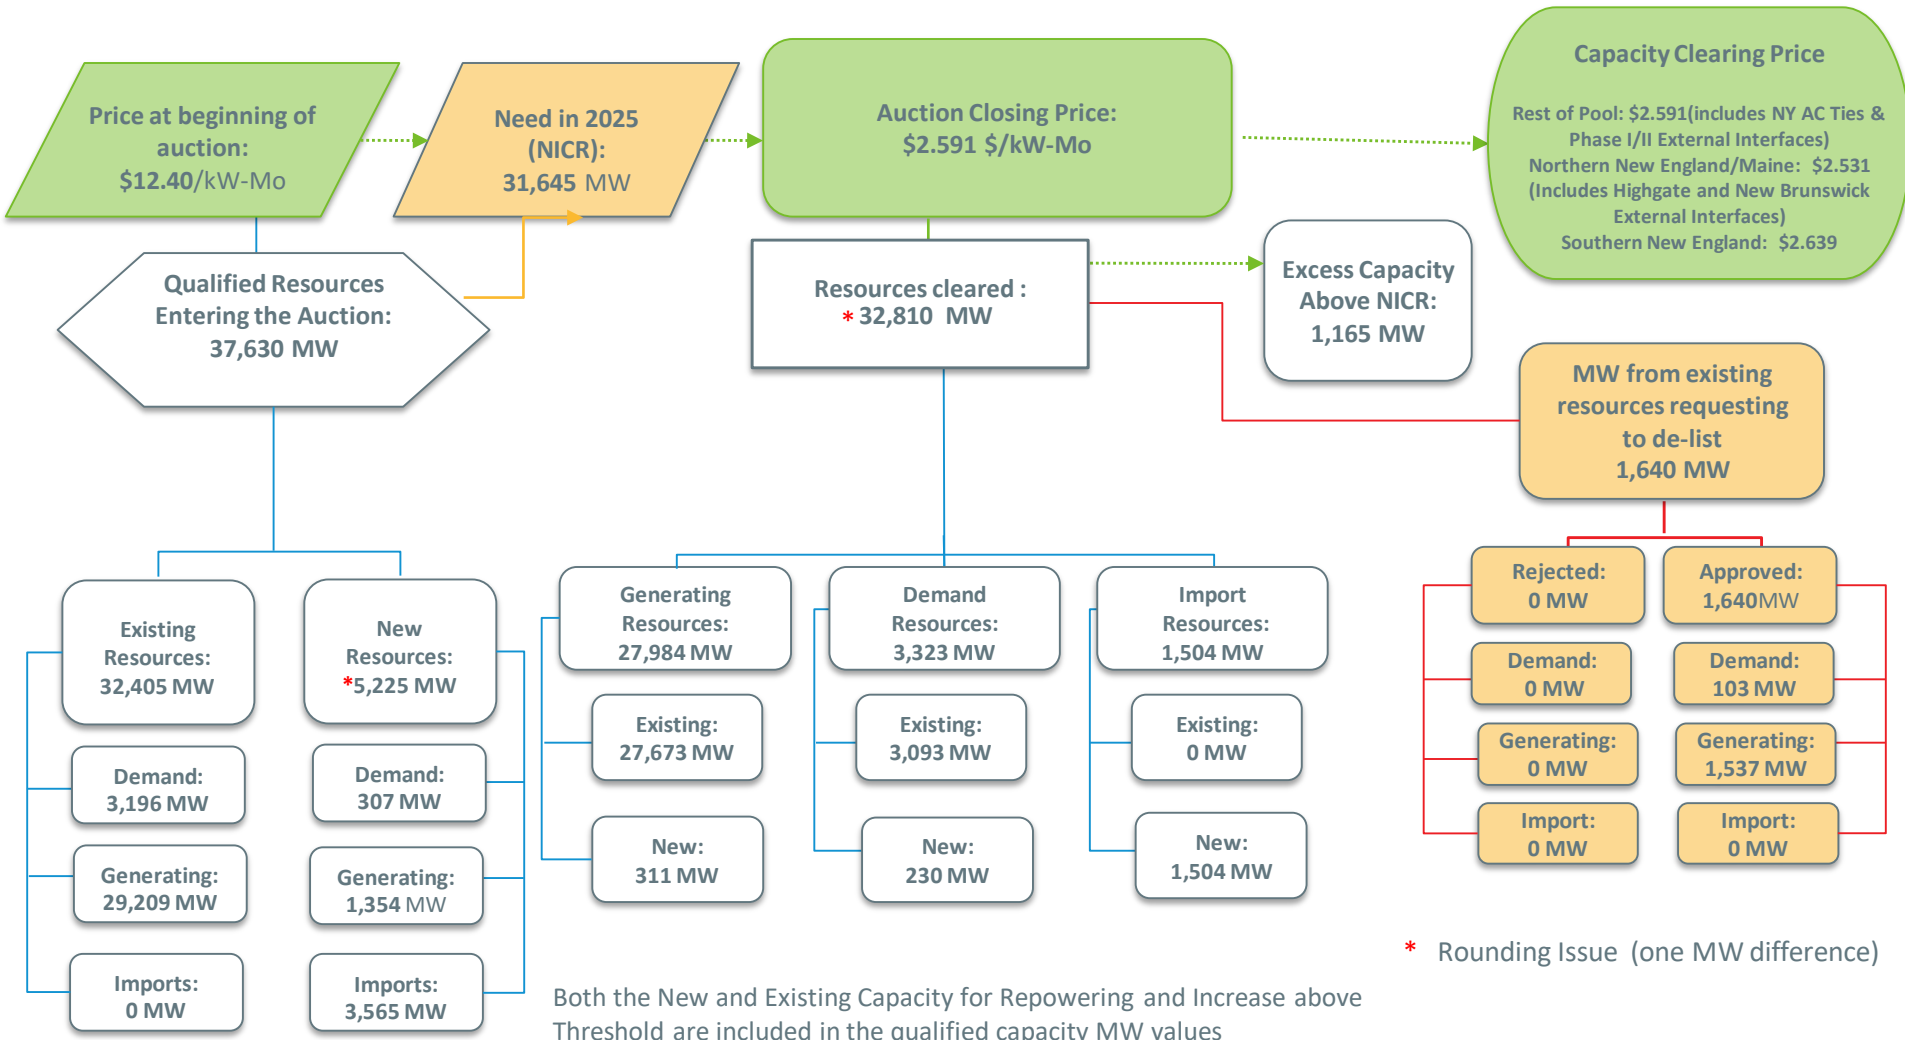 Price at beginning of
auction:
$12.40/kW-Mo
Need in 2025
(NICR):
31,645 MW
Auction Closing Price:
$2.591 $/kW-Mo
Capacity Clearing Price
Rest of Pool: $2.591(includes NY AC Ties &
Phase I/II External Interfaces)
Northern New England/Maine: $2.531
(Includes Highgate and New Brunswick
External Interfaces)
Southern New England: $2.639
Qualified Resources
Entering the Auction:
37,630 MW
Resources cleared :
* 32,810 MW
Excess Capacity
Above NICR:
1,165 MW
MW from existing
resources requesting
to de-list
1,640 MW
Existing
Resources:
32,405 MW
Demand:
3,196 MW
Generating:
29,209 MW
Imports:
0 MW
New
Resources:
*5,225 MW
Demand:
307 MW
Generating:
1,354 MW
Imports:
3,565 MW
Generating
Resources:
27,984 MW
Existing:
27,673 MW
New:
311 MW
Demand
Resources:
3,323 MW
Existing:
3,093 MW
New:
230 MW
Import
Resources:
1,504 MW
Existing:
0 MW
New:
1,504 MW
Rejected:
0 MW
Demand:
0 MW
Generating:
0 MW
Import:
0 MW
Approved:
1,640MW
Demand:
103 MW
Generating:
1,537 MW
Import:
0 MW
* Rounding Issue (one MW difference)
Both the New and Existing Capacity for Repowering and Increase above
Threshold are included in the qualified capacity MW values